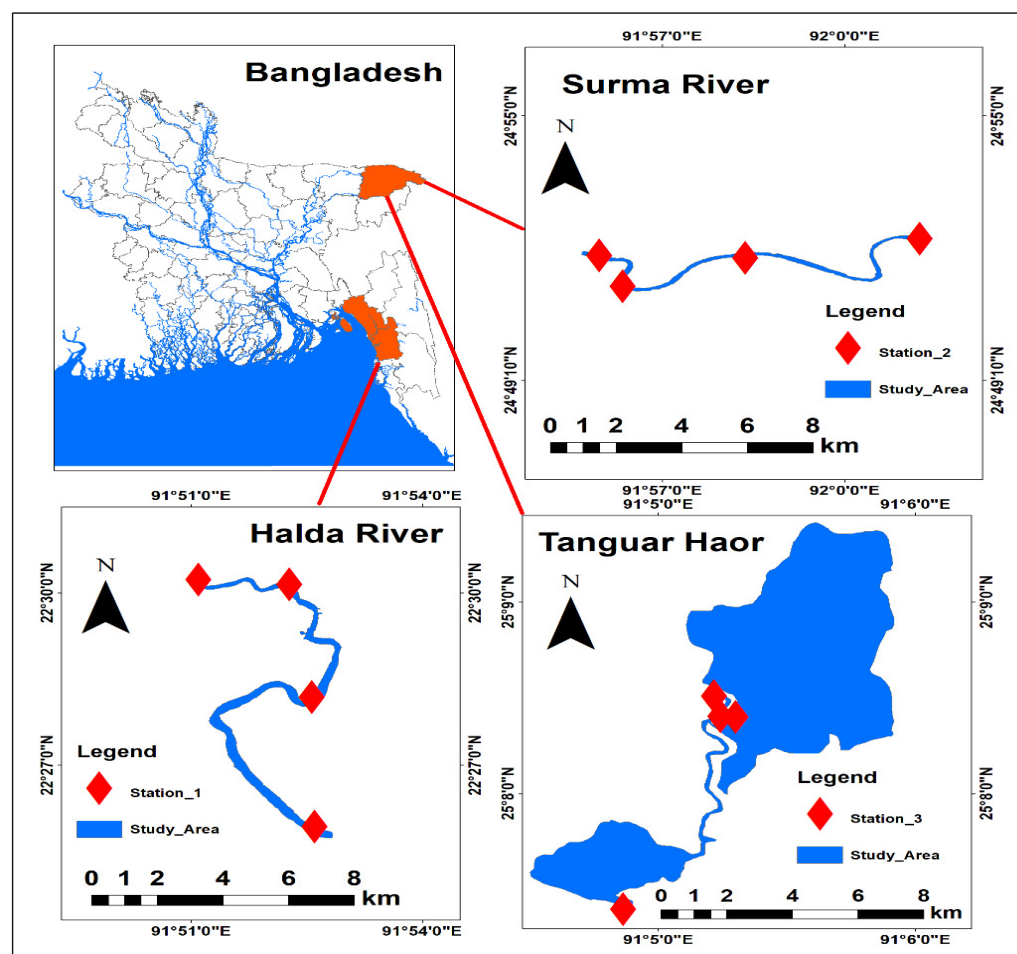 Bangladesh
91°57'0"E 92°0'0"E
Surma River
24°55'0"N
24°55'0"N
N
Legend
Station_2
Study_Area
24°49'10"N
24°49'10"N
0 1 2 4 6 8
km
91°57'0"E 92°0'0"E
91°51'0"E 91°54'0"E
Halda River
N
22°30'0"N
22°30'0"N
22°27'0"N
22°27'0"N
Legend
Station_1
Study_Area
0 1 2 4 6 8
km
91°51'0"E 91°54'0"E
91°5'0"E 91°6'0"E
Tanguar Haor
N
25°9'0"N
25°9'0"N
25°8'0"N
25°8'0"N
Legend
Station_3
Study_Area
0 1 2 4 6 8
km
91°5'0"E 91°6'0"E